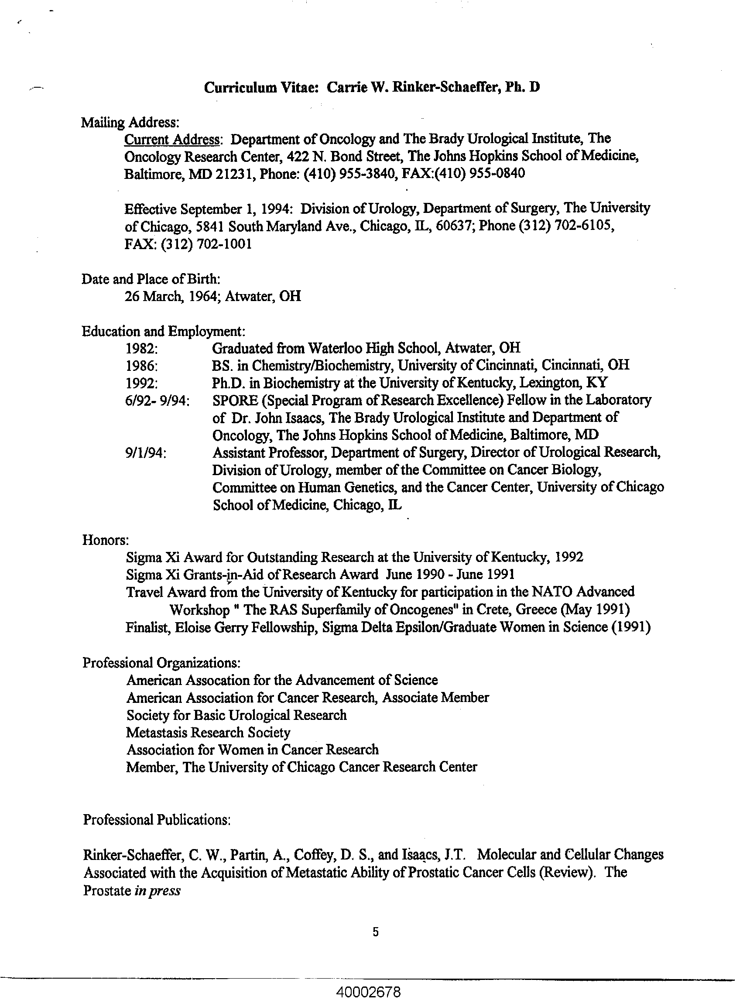 Curriculum Vitae: Carrie W. Rinker-Schaeffer, Ph. D
Mailing Address:
Current Address: Department of Oncology and The Brady Urological Institute, The
Oncology Research Center, 422 N. Bond Street, The Johns Hopkins School of Medicine,
Baltimore, MD 21231, Phone: (410) 955-3840, FAX:(410) 955-0840
Effective September 1, 1994: Division of Urology, Department of Surgery, The University
of Chicago, 5841 South Maryland Ave., Chicago, IL, 60637; Phone (312) 702-6105,
FAX: (312) 702-1001
Date and Place of Birth:
26 March, 1964; Atwater, OH
Education and Employment:
1982: Graduated from Waterloo High School, Atwater, OH
1986: BS. in Chemistry/Biochemistry, University of Cincinnati, Cincinnati, OH
1992: Ph.D. in Biochemistry at the University of Kentucky, Lexington, KY
6/92- 9/94: SPORE (Special Program of Research Excellence) Fellow in the Laboratory
of Dr. John Isaacs, The Brady Urological Institute and Department of
Oncology, The Johns Hopkins School of Medicine, Baltimore, MD
9/1/94: Assistant Professor, Department of Surgery, Director of Urological Research,
Division of Urology, member of the Committee on Cancer Biology,
Committee on Human Genetics, and the Cancer Center, University of Chicago
School of Medicine, Chicago, IL
Honors:
Sigma Xi Award for Outstanding Research at the University of Kentucky, 1992
Sigma Xi Grants-in-Aid of Research Award June 1990 - June 1991
Travel Award from the University of Kentucky for participation in the NATO Advanced
Workshop " The RAS Superfamily of Oncogenes" in Crete, Greece (May 1991)
Finalist, Eloise Gerry Fellowship, Sigma Delta Epsilon/Graduate Women in Science (1991)
Professional Organizations:
American Assocation for the Advancement of Science
American Association for Cancer Research, Associate Member
Society for Basic Urological Research
Metastasis Research Society
Association for Women in Cancer Research
Member, The University of Chicago Cancer Research Center
Professional Publications:
Rinker-Schaeffer, C. W., Partin, A., Coffey, D. S., and Isaacs, J.T. Molecular and Cellular Changes
Associated with the Acquisition of Metastatic Ability of Prostatic Cancer Cells (Review). The
Prostate in press
5
40002678